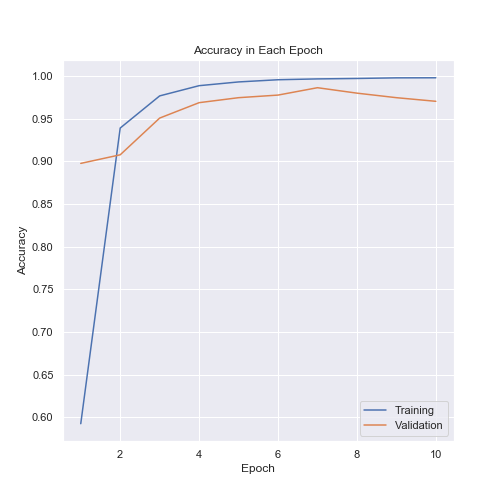 Accuracy in Each Epoch
1.00
0.95
0.90
0.85
0.80
0.75
0.70
0.65
0.60
Accuracy
Training
Validation
2 4 6 8 10
Epoch